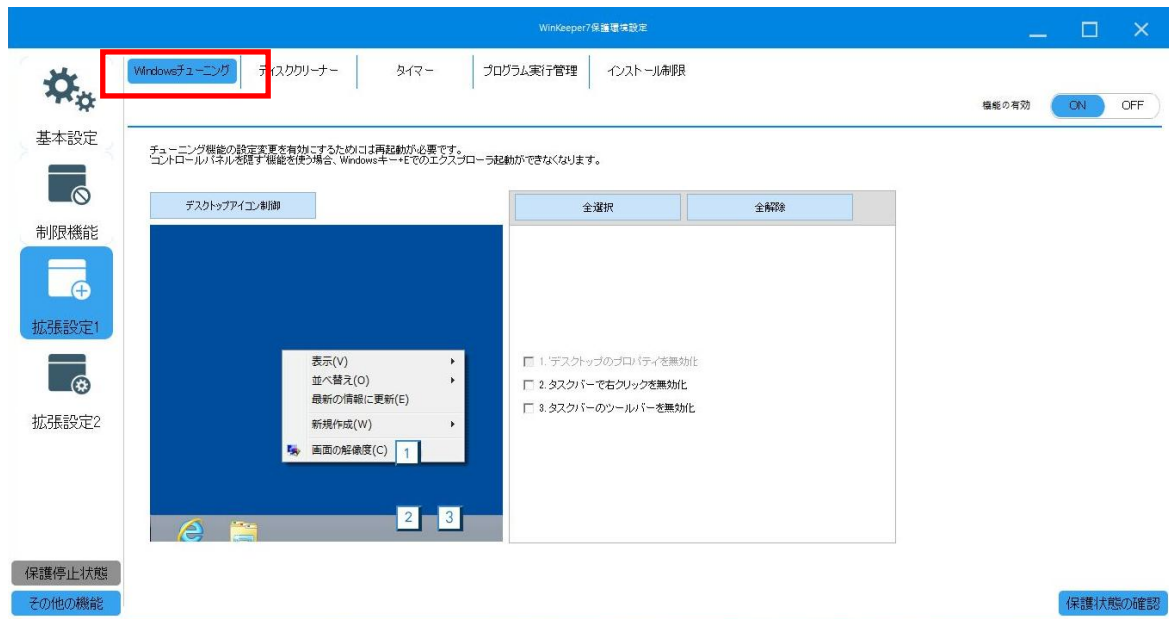 WinKeeper7保護環境設定
Windowsチューニング
ディスククリーナー
タイマー
プログラム実行管理
インストール制限
機能の有効
ON
OFF
基本設定
制限機能
拡張設定1
拡張設定2
チューニング機能の設定変更を有効にするためには再起動が必要です。
'コントロールパネルを隠す'機能を使う場合、Windowsキー+Eでのエクスプローラ起動ができなくなります。
デスクトップアイコン制御
全選択
全解除
表示(V)
並べ替え(O)
最新の情報に更新(E)
新規作成(W)
画面の解像度(C)
1
2
3
1. 'デスクトップのプロパティを無効化
2. タスクバーで右クリックを無効化
3. タスクバーのツールバーを無効化
保護停止状態
その他の機能
保護状態の確認